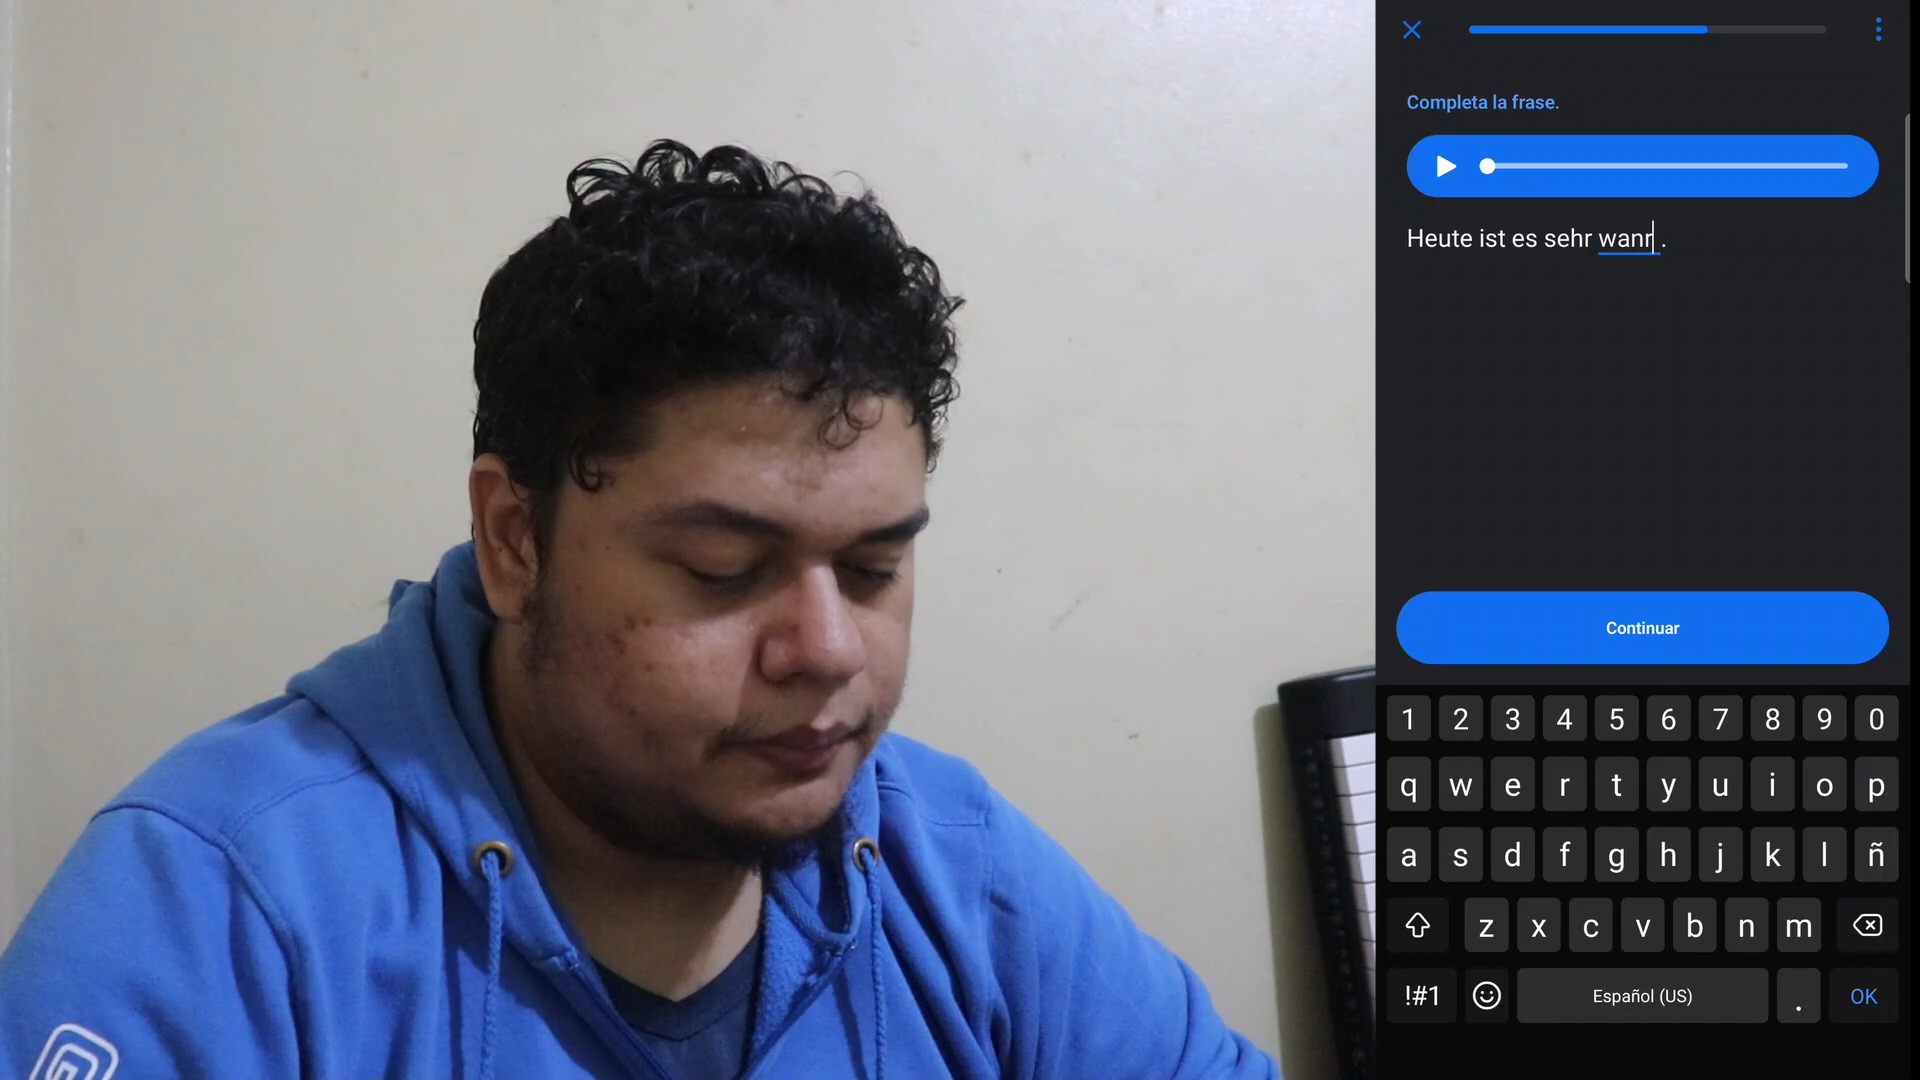 Completa la frase.
Heute ist es sehr wanr .
Continuar
1 2 3 4 5 6 7 8 9 0
q w e r t y u i o p
a s d f g h j k l ñ
z x c v b n m
!#1 Español (US) . OK